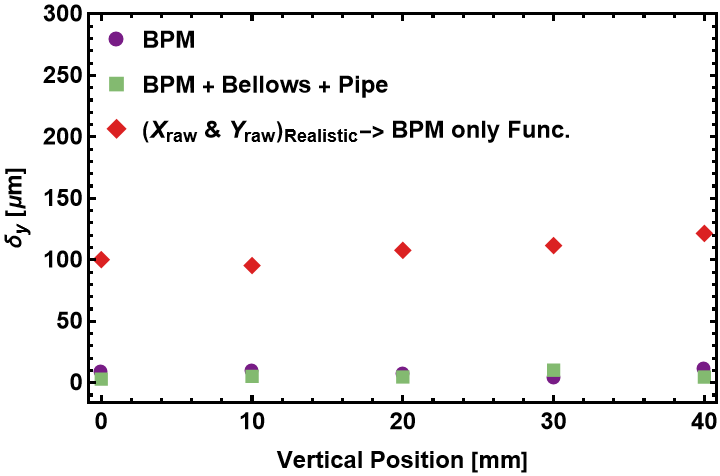 300
250
200
150
100
50
0
δy [μm]
BPM
BPM + Bellows + Pipe
(Xraw & Yraw)Realistic−> BPM only Func.
0 10 20 30 40
Vertical Position [mm]